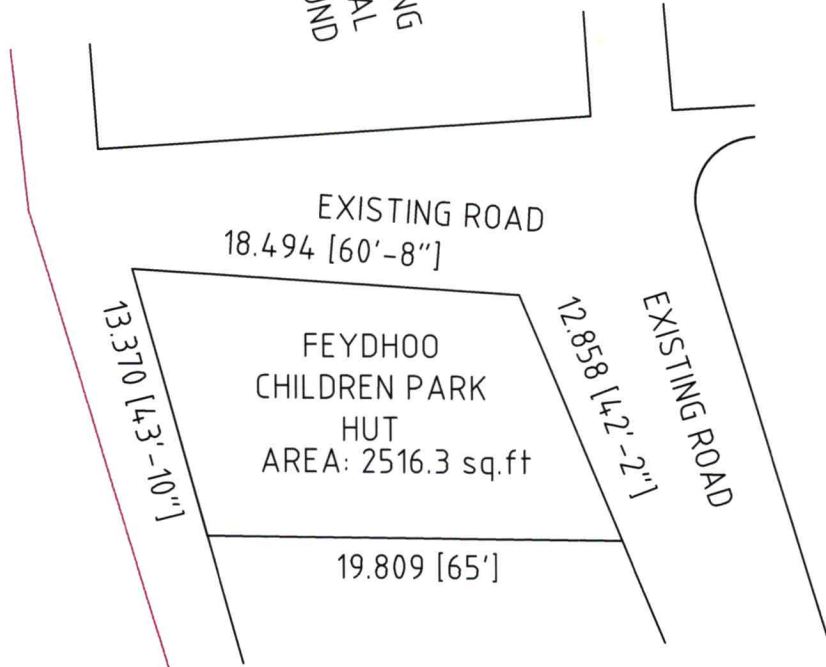 EXISTING ROAD
18.494 [60'-8"]
13.370 [43'-10"]
FEYDHOO
CHILDREN PARK
HUT
AREA: 2516.3 sq.ft
12.858 [42'-2"]
EXISTING ROAD
19.809 [65']